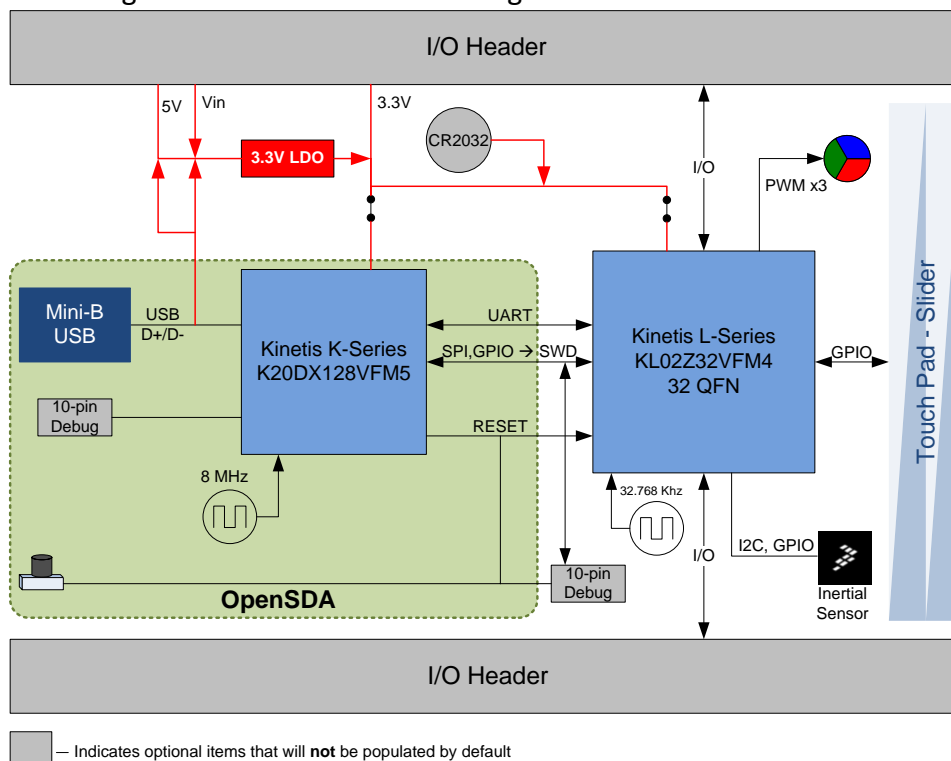 I/O Header
5V
Vin
3.3V
3.3V LDO
CR2032
I/O
PWM x3
Mini-B
USB
USB
D+/D-
Kinetis K-Series
K20DX128VFM5
UART
SPI,GPIO → SWD
RESET
Kinetis L-Series
KL02Z32VFM4
32 QFN
GPIO
Touch Pad - Slider
10-pin
Debug
8 MHz
32.768 Khz
I/O
I2C, GPIO
Inertial
Sensor
10-pin
Debug
OpenSDA
I/O Header
— Indicates optional items that will not be populated by default